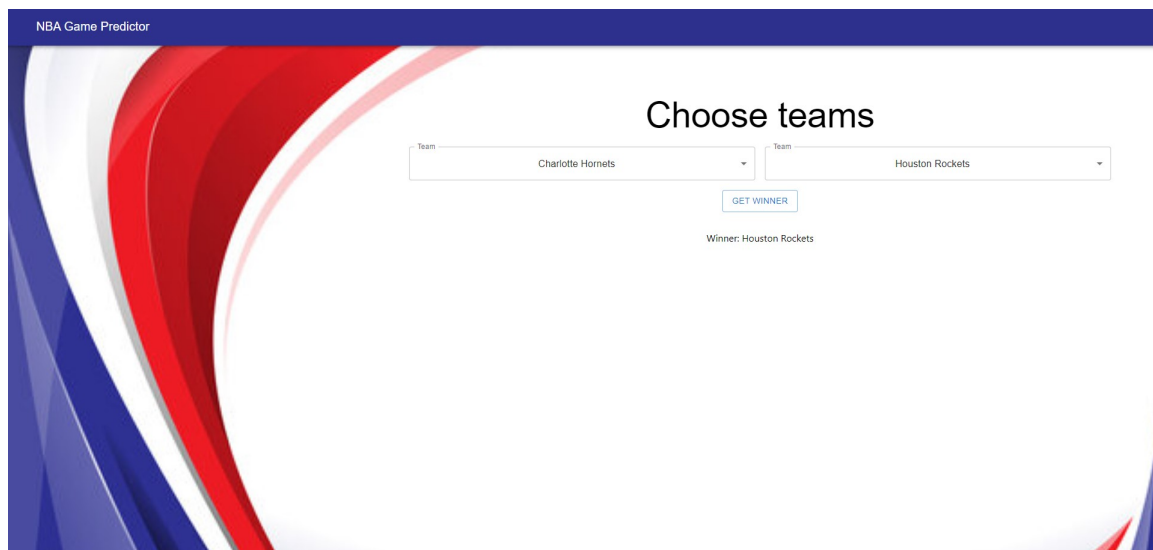 NBA Game Predictor
Choose teams
Team
Charlotte Hornets
Team
Houston Rockets
GET WINNER
Winner: Houston Rockets